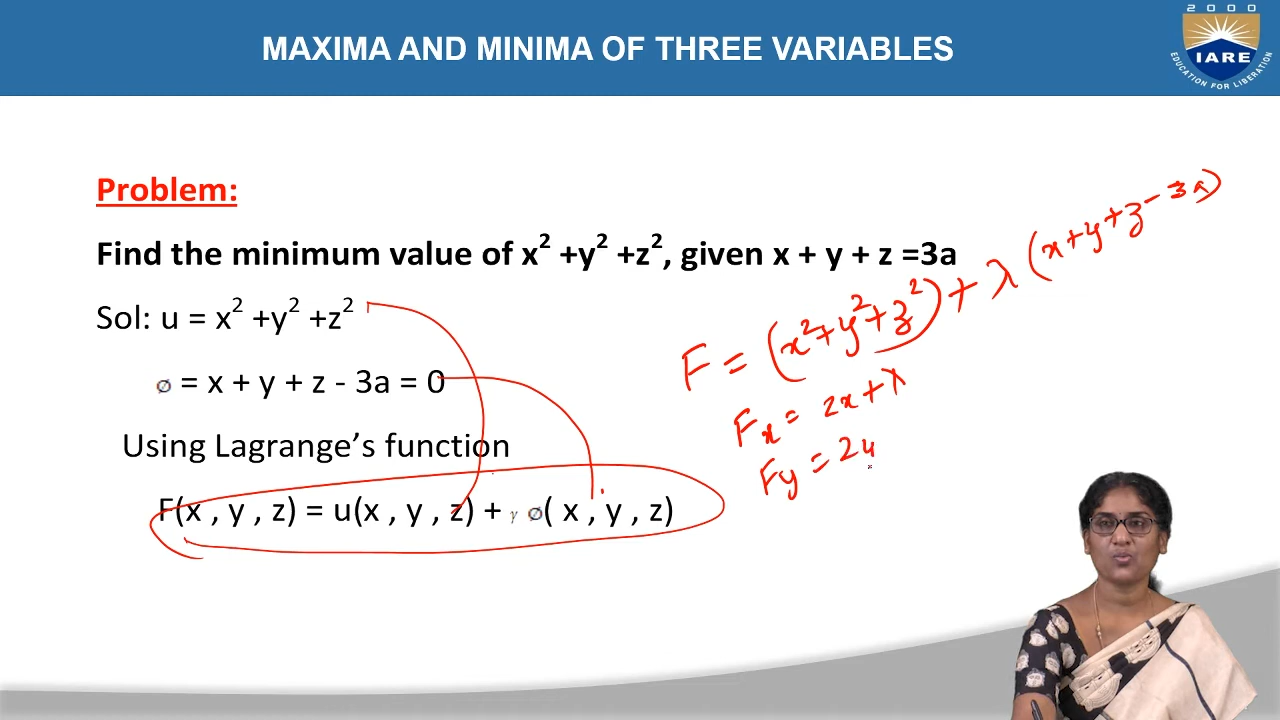 MAXIMA AND MINIMA OF THREE VARIABLES
2000
IARE
EDUCATION FOR LIBERATION
Problem:
Find the minimum value of x² +y² +z², given x + y + z =3a
Sol: u = x² +y² +z²
∅ = x + y + z - 3a = 0
Using Lagrange's function
F(x , y , z) = u(x , y , z) + γ ∅( x , y , z)
F = (x²+y²+z²) + λ (x+y+z-3a)
Fx = 2x+λ
Fy = 2y